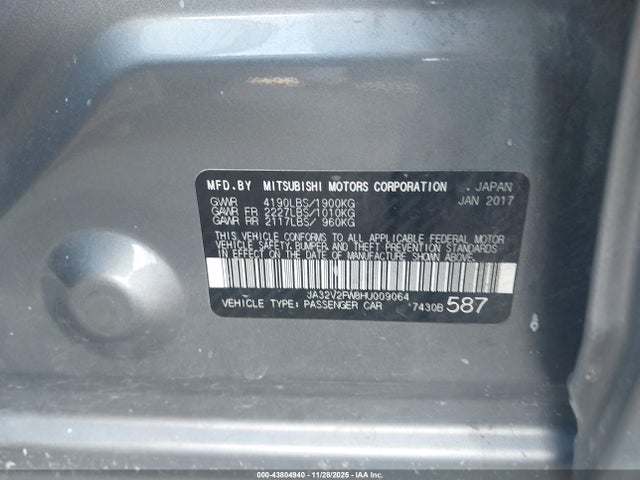 MFD. BY MITSUBISHI MOTORS CORPORATION JAPAN
GVWR 4190LBS/1900KG JAN 2017
GAWR FR 2227LBS/1010KG
GAWR RR 2117LBS/ 960KG
THIS VEHICLE CONFORMS TO ALL APPLICABLE FEDERAL MOTOR
VEHICLE SAFETY, BUMPER, AND THEFT PREVENTION STANDARDS
IN EFFECT ON THE DATE OF MANUFACTURE SHOWN ABOVE.
JA32V2FW8HU009064
VEHICLE TYPE: PASSENGER CAR 7430B 587
000-43804940 | 11/28/2025 | IAA Inc.